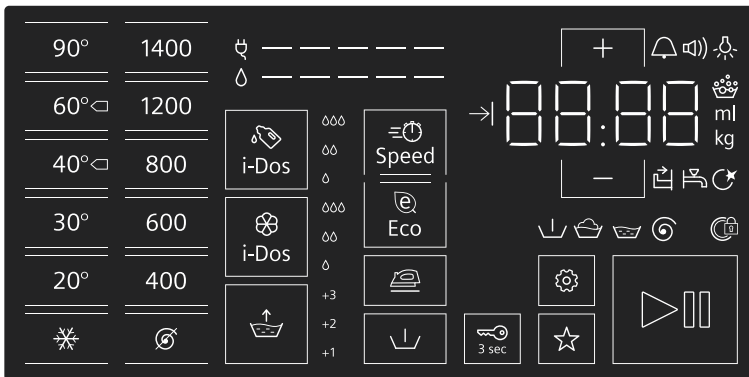 90° 1400
60° 1200
40° 800
30° 600
20° 400
i-Dos
i-Dos
+3
+2
+1
Speed
e
Eco
3 sec
+
88:88
ml
kg
−